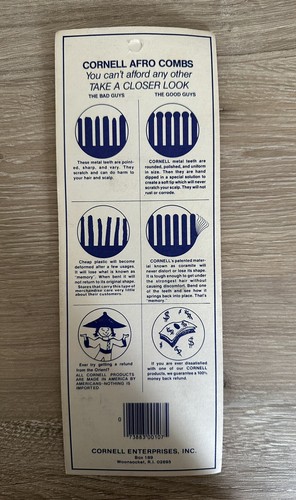 CORNELL AFRO COMBS
You can't afford any other
TAKE A CLOSER LOOK
THE BAD GUYS
THE GOOD GUYS
These metal teeth are point-
ed, sharp, and vary. They
scratch and can do harm to
your hair and scalp.
CORNELL metal teeth are
rounded, polished, and uniform
in size. Then they are hand
dipped in a special solution to
create a soft tip which will never
scratch your scalp. They will not
rust or corrode.
Cheap plastic will become
deformed after a few usages.
It will lose what is known as
"memory". When bent it will
not return to its original shape.
Stores that carry this type of
merchandise care very little
about their customers.
CORNELL's patented mater-
ial known as
will
never distort or lose its shape.
It is tough enough to get under
the strongest hair without
causing discomfort. Bend one
of the teeth and see how it
springs back into place. That's
"memory."
Ever try getting a refund
from the Orient?
ALL CORNELL PRODUCTS
ARE MADE IN AMERICA BY
AMERICANS-NOTHING IS
IMPORTED
If you are ever dissatisfied
with one of our CORNELL
products, we guarantee a 100%
money back refund.
0
73883 00107
CORNELL ENTERPRISES, INC.
Box 188
Woonsocket, R.I. 02895